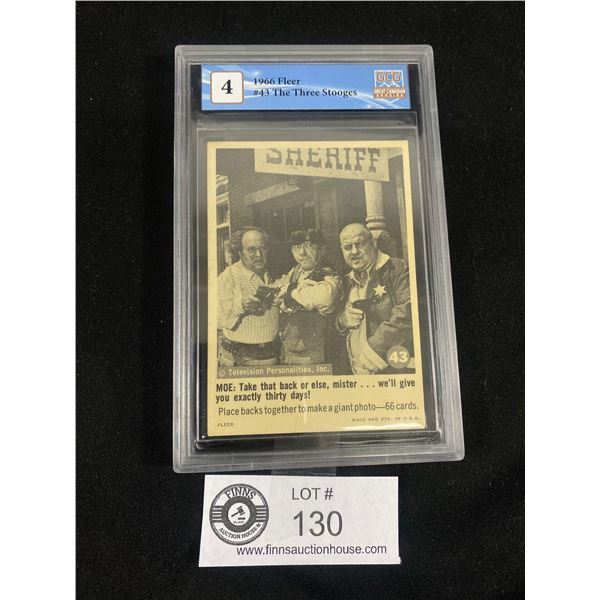 4
1966 Fleer
#43 The Three Stooges
GCG
GREAT CANADIAN
GRADING
SHERIFF
43
© Television Personalities, Inc.
MOE: Take that back or else, mister . . . we'll give
you exactly thirty days!
Place backs together to make a giant photo—66 cards.
FLEER MADE AND PTD. IN U.S.A.
FINNS
AUCTION HOUSE
LOT #
130
www.finnsauctionhouse.com